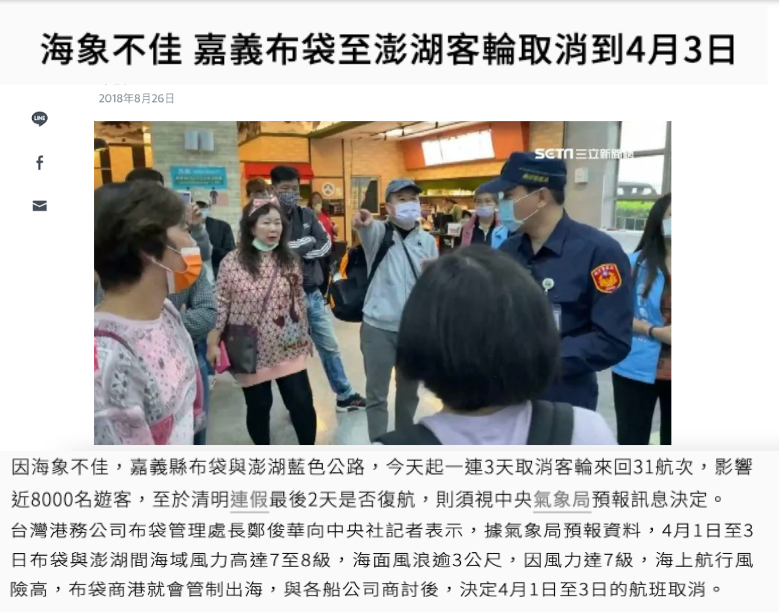 海象不佳 嘉義布袋至澎湖客輪取消到4月3日
2018年8月26日
LINE
SETN三立新聞網
因海象不佳，嘉義縣布袋與澎湖藍色公路，今天起一連3天取消客輪來回31航次，影響
近8000名遊客，至於清明連假最後2天是否復航，則須視中央氣象局預報訊息決定。
台灣港務公司布袋管理處長鄭俊華向中央社記者表示，據氣象局預報資料，4月1日至3
日布袋與澎湖間海域風力高達7至8級，海面風浪逾3公尺，因風力達7級，海上航行風
險高，布袋商港就會管制出海，與各船公司商討後，決定4月1日至3日的航班取消。